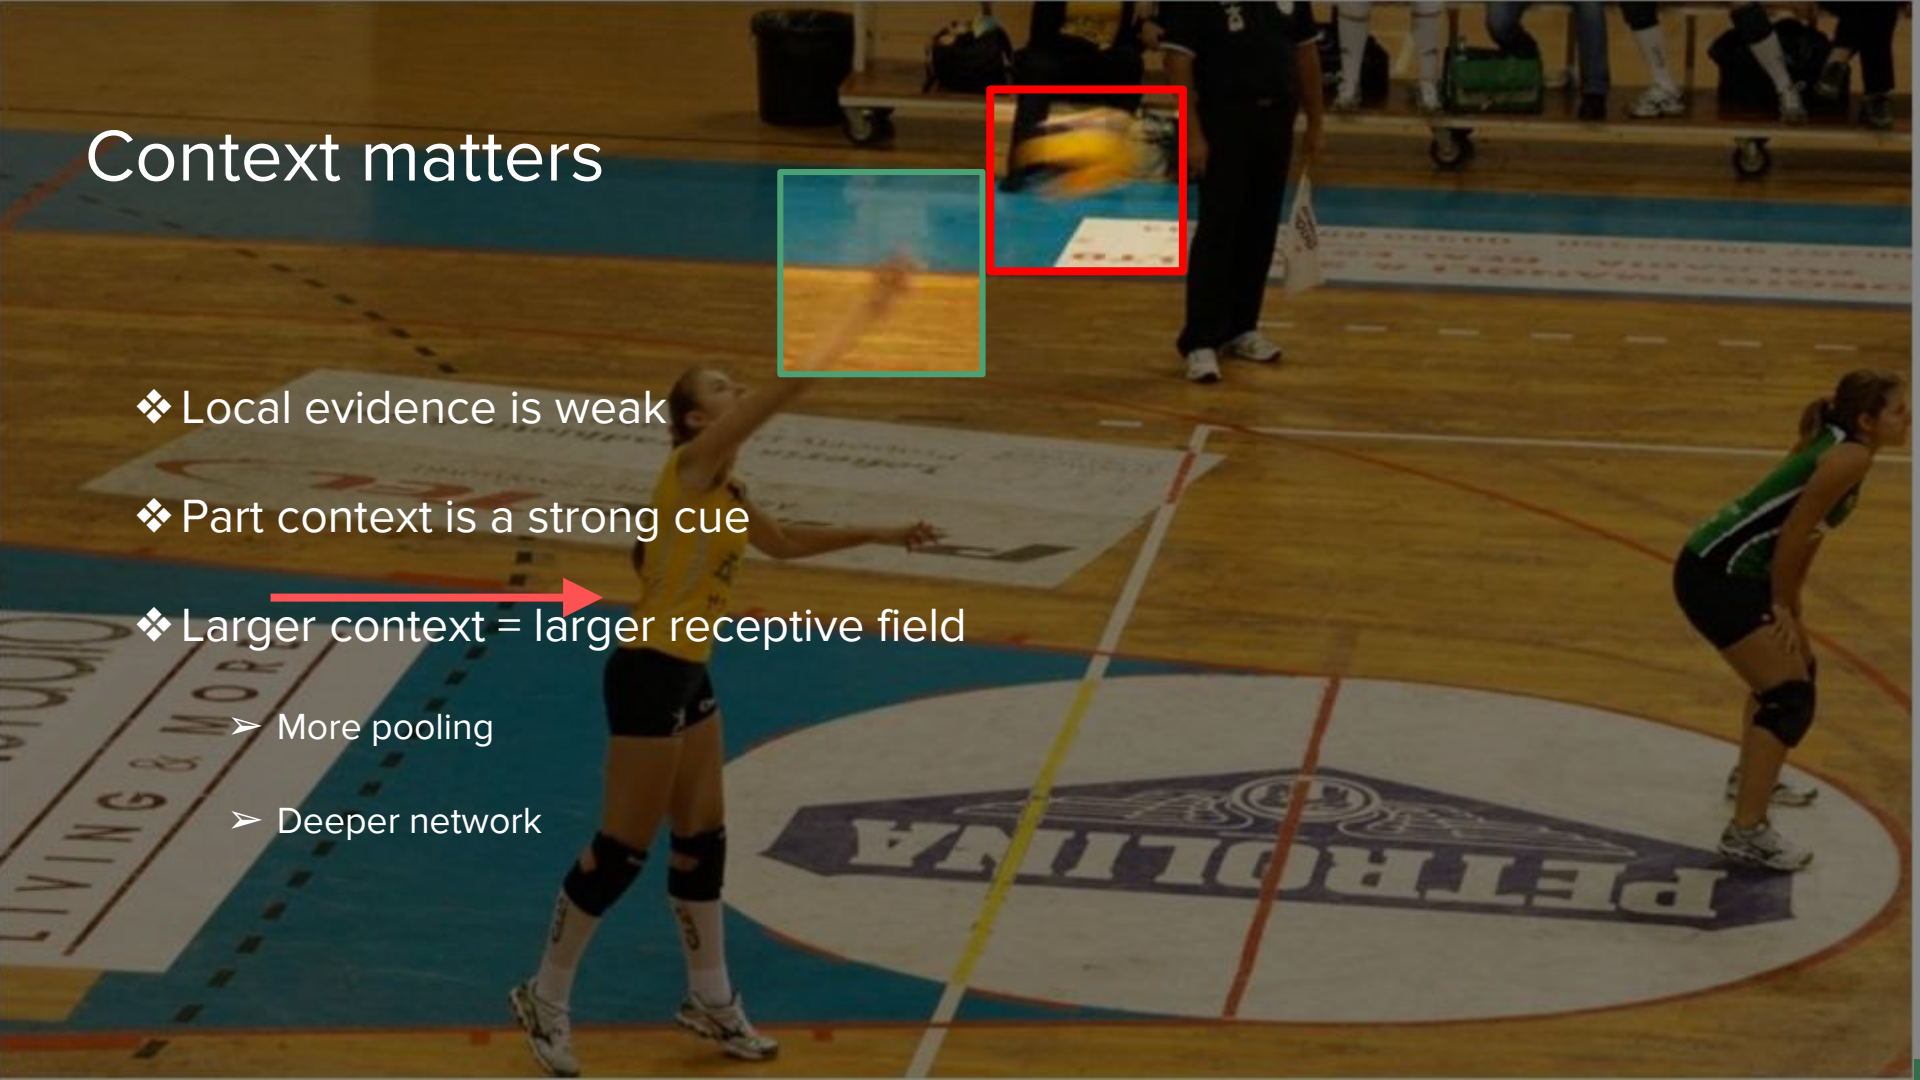 Context matters
❖ Local evidence is weak
❖ Part context is a strong cue
❖ Larger context = larger receptive field
➢ More pooling
➢ Deeper network
LIVING & MOR
PETROLINA